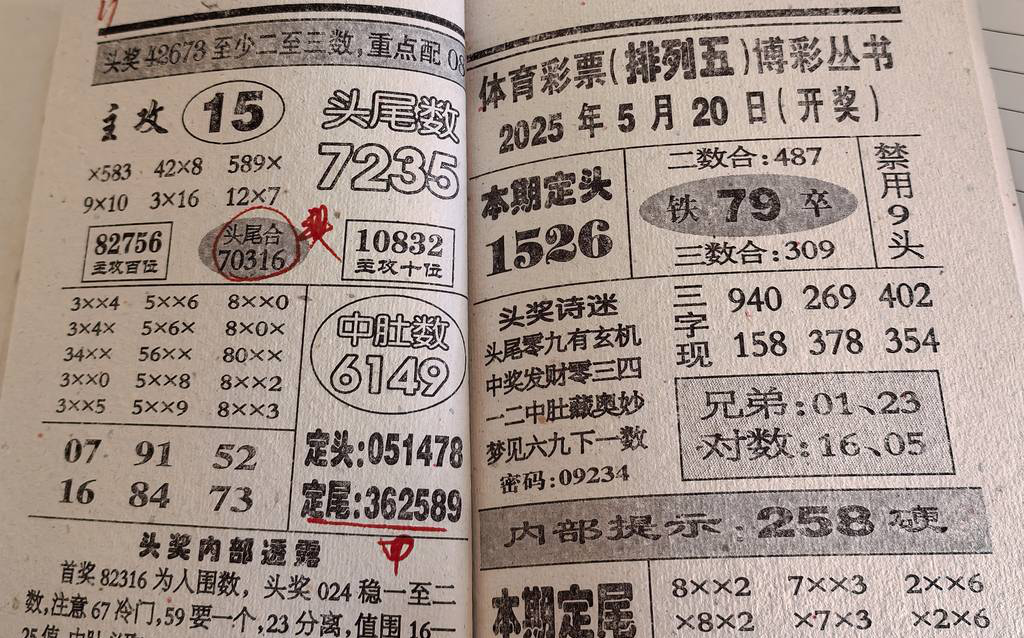 头奖42673至少二至三数,重点配08
主攻 15
×583 42×8 589×
9×10 3×16 12×7
头尾数
7235
82756
主攻百位
头尾合
70316
10832
主攻十位
3××4 5××6 8××0
3×4× 5×6× 8×0×
34×× 56×× 80××
3××0 5××8 8××2
3××5 5××9 8××3
中肚数
6149
07 91 52
16 84 73
定头:051478
定尾:362589
头奖内部透露
首奖82316为人围数,头奖024稳一至二
数,注意67冷门,59要一个,23分离,值围16一
体育彩票(排列五)博彩丛书
2025年5月20日(开奖)
本期定头
1526
二数合:487
铁 79 卒
三数合:309
禁用9头
头奖诗迷
头尾零九有玄机
中奖发财零三四
一二中肚藏奥妙
梦见六九下一数
密码:09234
三字现
940 269 402
158 378 354
兄弟:01、23
对数:16、05
内部提示:258硬
本期定尾
8××2 7××3 2××6
×8×2 ×7×3 ×2×6